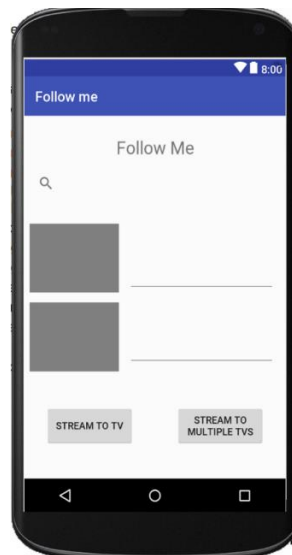 8:00
Follow me
Follow Me
STREAM TO TV
STREAM TO
MULTIPLE TVS